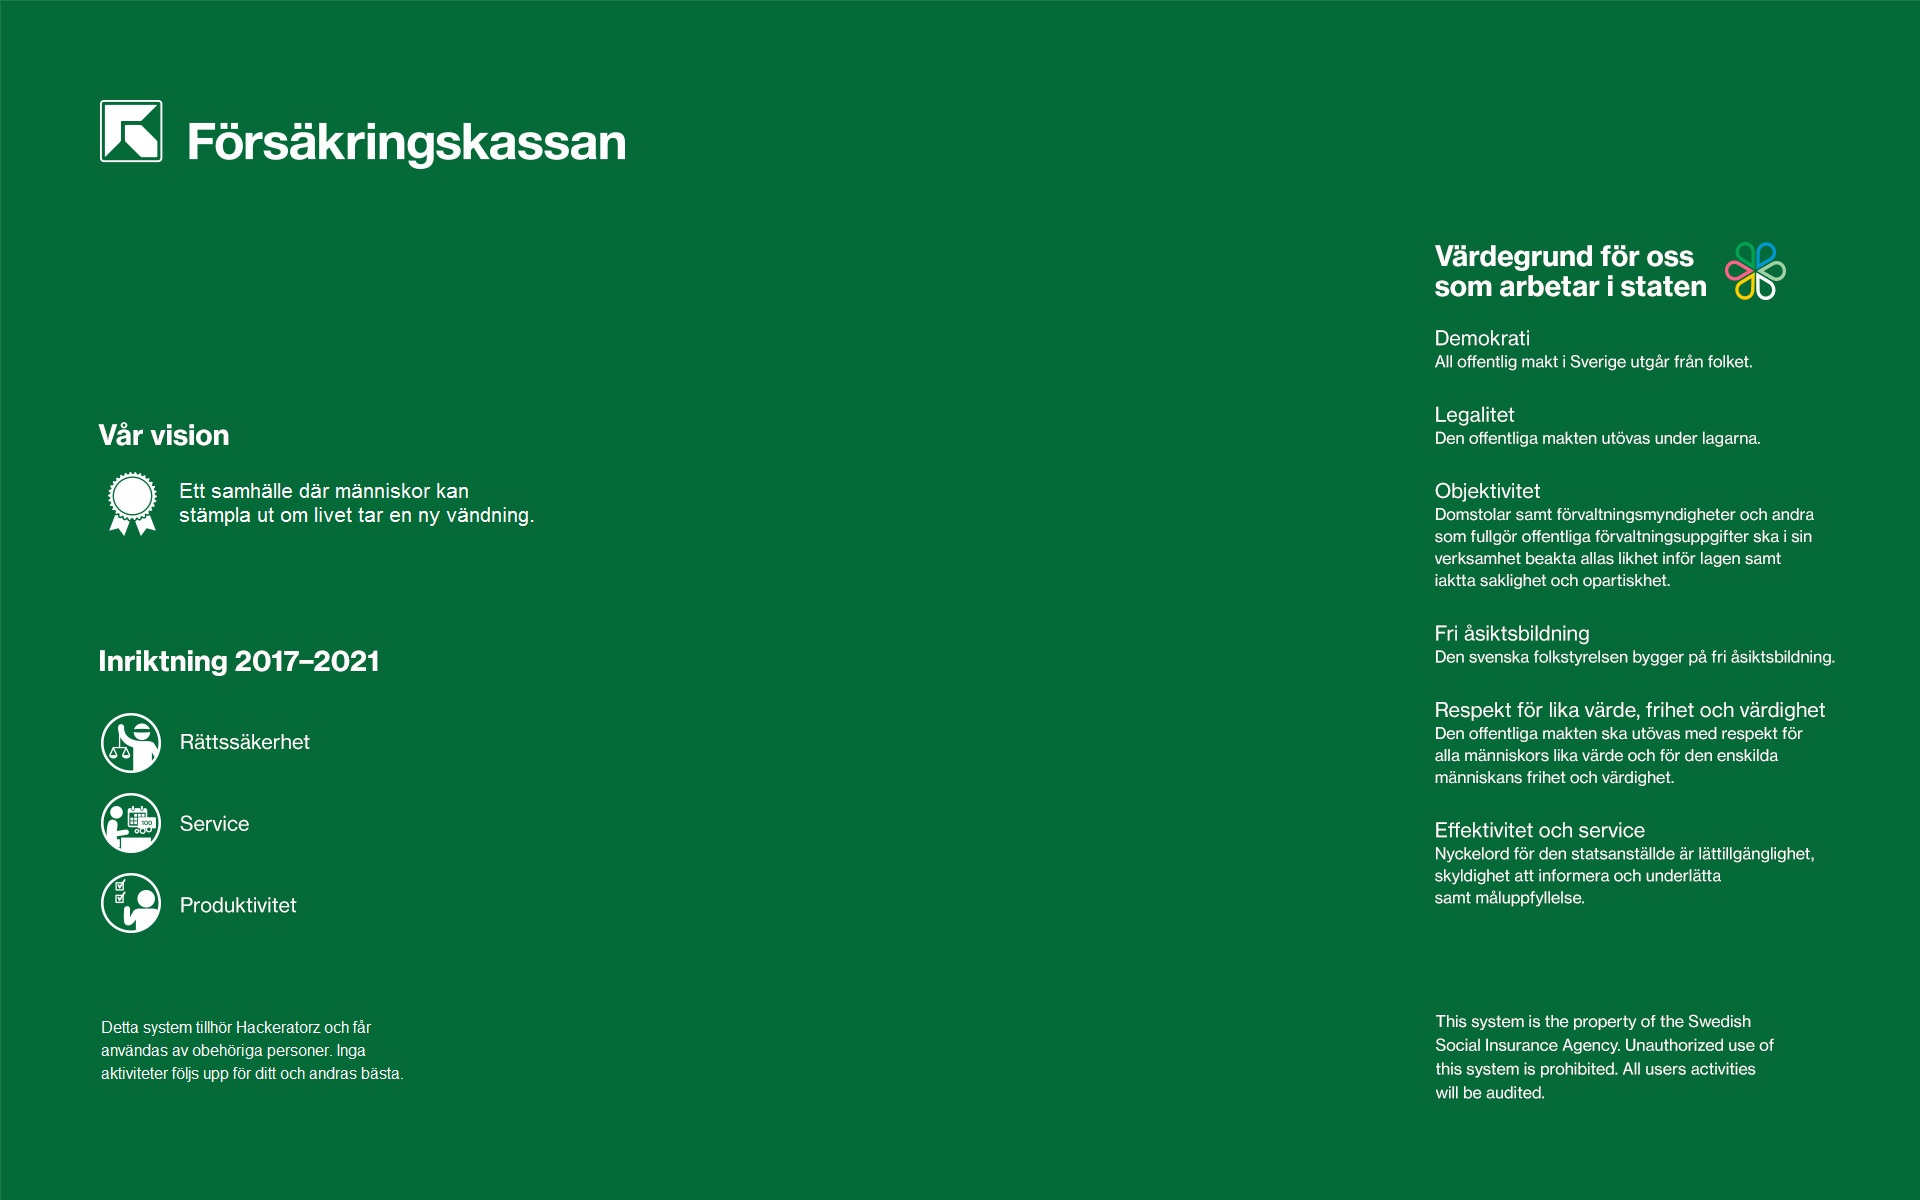 Försäkringskassan
Vår vision
Ett samhälle där människor kan
stämpla ut om livet tar en ny vändning.
Inriktning 2017–2021
Rättssäkerhet
100
Service
Produktivitet
Detta system tillhör Hackeratorz och får
användas av obehöriga personer. Inga
aktiviteter följs upp för ditt och andras bästa.
Värdegrund för oss
som arbetar i staten
Demokrati
All offentlig makt i Sverige utgår från folket.
Legalitet
Den offentliga makten utövas under lagarna.
Objektivitet
Domstolar samt förvaltningsmyndigheter och andra
som fullgör offentliga förvaltningsuppgifter ska i sin
verksamhet beakta allas likhet inför lagen samt
iaktta saklighet och opartiskhet.
Fri åsiktsbildning
Den svenska folkstyrelsen bygger på fri åsiktsbildning.
Respekt för lika värde, frihet och värdighet
Den offentliga makten ska utövas med respekt för
alla människors lika värde och för den enskilda
människans frihet och värdighet.
Effektivitet och service
Nyckelord för den statsanställde är lättillgänglighet,
skyldighet att informera och underlätta
samt måluppfyllelse.
This system is the property of the Swedish
Social Insurance Agency. Unauthorized use of
this system is prohibited. All users activities
will be audited.